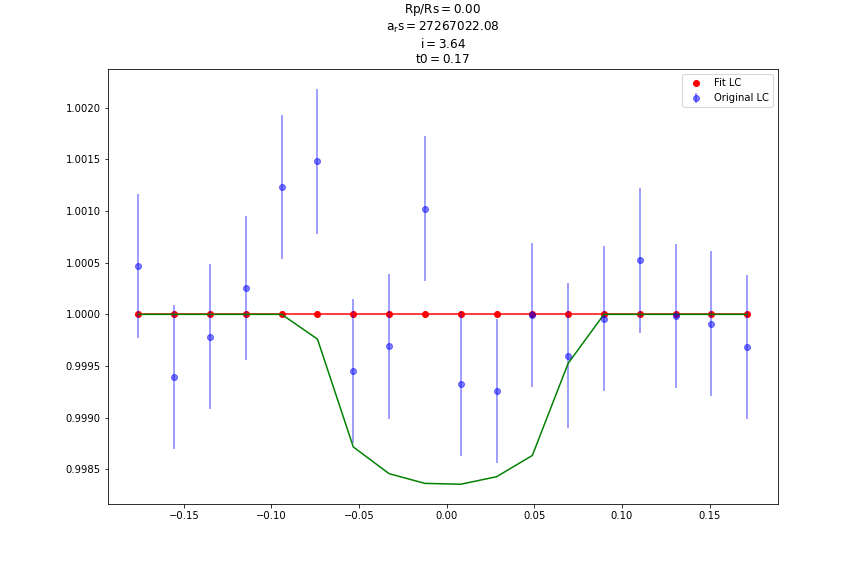 Rp/Rs = 0.00
aᵣs = 27267022.08
i = 3.64
t0 = 0.17
Fit LC
Original LC
1.0020
1.0015
1.0010
1.0005
1.0000
0.9995
0.9990
0.9985
−0.15 −0.10 −0.05 0.00 0.05 0.10 0.15